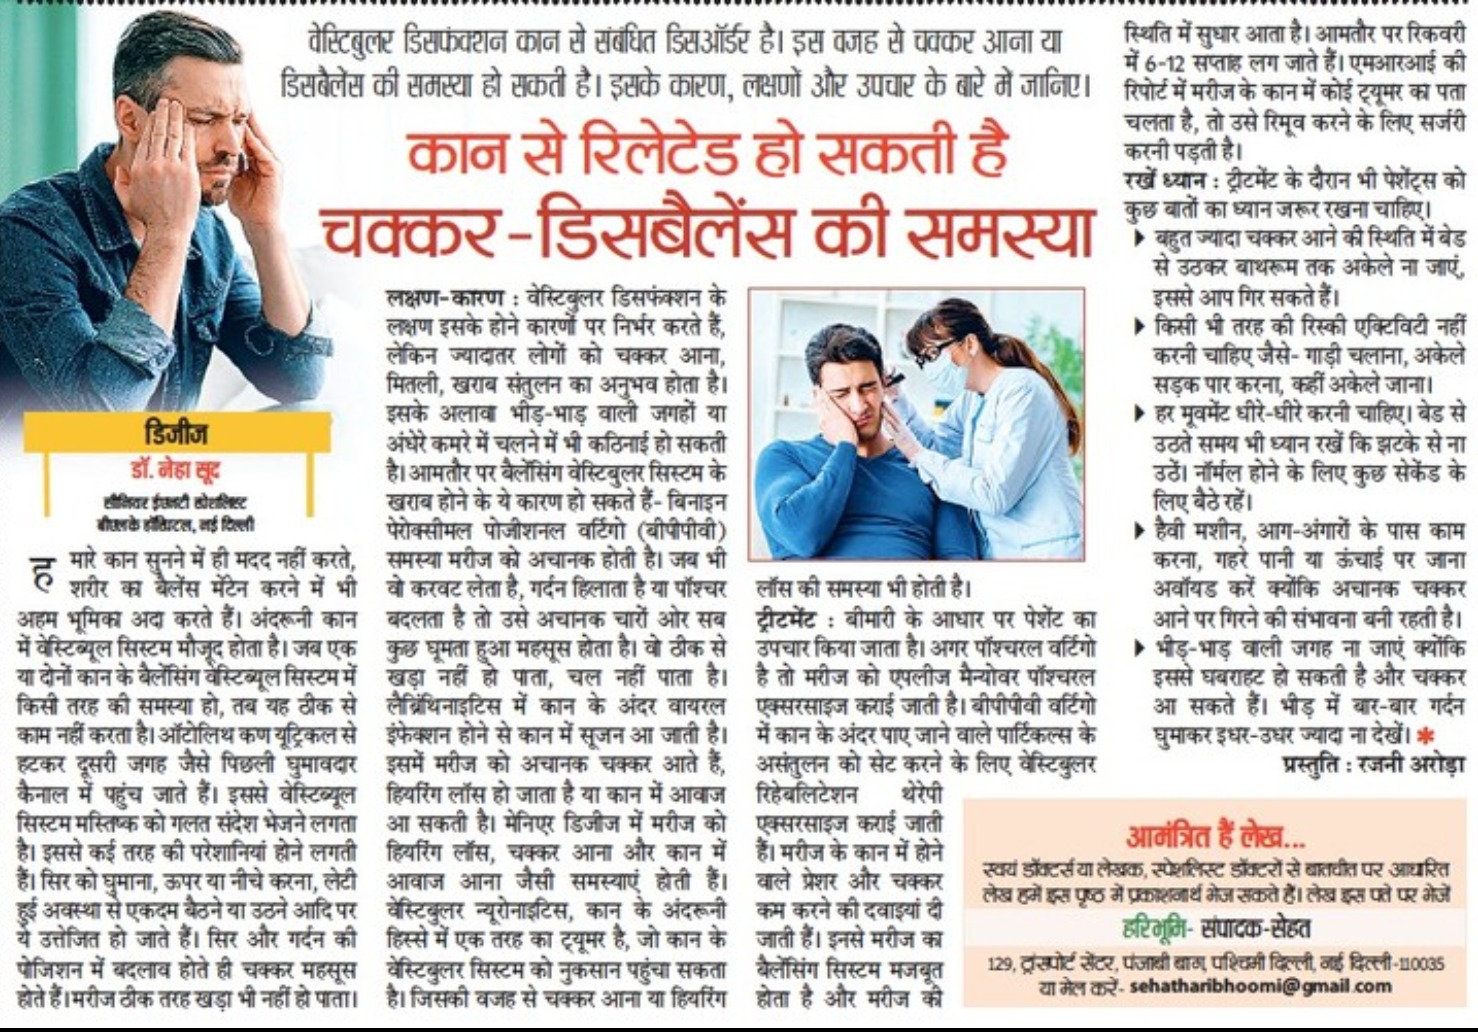 वेस्टिबुलर डिसफंक्शन कान से संबंधित डिसऑर्डर है। इस वजह से चक्कर आना या
डिसबैलेंस की समस्या हो सकती है। इसके कारण, लक्षणों और उपचार के बारे में जानिए।
कान से रिलेटेड हो सकती है
चक्कर-डिसबैलेंस की समस्या
डिजीज
डॉ. नेहा सूद
सीनियर ईएनटी स्पेशलिस्ट
बीएलके हॉस्पिटल, नई दिल्ली
हमारे कान सुनने में ही मदद नहीं करते,
शरीर का बैलेंस मेंटेन करने में भी
अहम भूमिका अदा करते हैं। अंदरूनी कान
में वेस्टिब्यूल सिस्टम मौजूद होता है। जब एक
या दोनों कान के बैलेंसिंग वेस्टिब्यूल सिस्टम में
किसी तरह की समस्या हो, तब यह ठीक से
काम नहीं करता है। ऑटोलिथ कण यूट्रिकल से
हटकर दूसरी जगह जैसे पिछली घुमावदार
कैनाल में पहुंच जाते हैं। इससे वेस्टिब्यूल
सिस्टम मस्तिष्क को गलत संदेश भेजने लगता
है। इससे कई तरह की परेशानियां होने लगती
हैं। सिर को घुमाना, ऊपर या नीचे करना, लेटी
हुई अवस्था से एकदम बैठने या उठने आदि पर
ये उत्तेजित हो जाते हैं। सिर और गर्दन की
पोजिशन में बदलाव होते ही चक्कर महसूस
होते हैं। मरीज ठीक तरह खड़ा भी नहीं हो पाता।
लक्षण-कारण : वेस्टिबुलर डिसफंक्शन के
लक्षण इसके होने कारणों पर निर्भर करते हैं,
लेकिन ज्यादातर लोगों को चक्कर आना,
मितली, खराब संतुलन का अनुभव होता है।
इसके अलावा भीड़-भाड़ वाली जगहों या
अंधेरे कमरे में चलने में भी कठिनाई हो सकती
है। आमतौर पर बैलेंसिंग वेस्टिबुलर सिस्टम के
खराब होने के ये कारण हो सकते हैं- बिनाइन
पेरोक्सीमल पोजीशनल वर्टिगो (बीपीपीवी)
समस्या मरीज को अचानक होती है। जब भी
वो करवट लेता है, गर्दन हिलाता है या पॉश्चर
बदलता है तो उसे अचानक चारों ओर सब
कुछ घूमता हुआ महसूस होता है। वो ठीक से
खड़ा नहीं हो पाता, चल नहीं पाता है।
लैब्रिंथिनाइटिस में कान के अंदर वायरल
इंफेक्शन होने से कान में सूजन आ जाती है।
इसमें मरीज को अचानक चक्कर आते हैं,
हियरिंग लॉस हो जाता है या कान में आवाज
आ सकती है। मेनिएर डिजीज में मरीज को
हियरिंग लॉस, चक्कर आना और कान में
आवाज आना जैसी समस्याएं होती हैं।
वेस्टिबुलर न्यूरोनाइटिस, कान के अंदरूनी
हिस्से में एक तरह का ट्यूमर है, जो कान के
वेस्टिबुलर सिस्टम को नुकसान पहुंचा सकता
है। जिसकी वजह से चक्कर आना या हियरिंग
लॉस की समस्या भी होती है।
ट्रीटमेंट : बीमारी के आधार पर पेशेंट का
उपचार किया जाता है। अगर पॉश्चरल वर्टिगो
है तो मरीज को एपलीज मैन्योवर पॉश्चरल
एक्सरसाइज कराई जाती है। बीपीपीवी वर्टिगो
में कान के अंदर पाए जाने वाले पार्टिकल्स के
असंतुलन को सेट करने के लिए वेस्टिबुलर
रिहेबलिटेशन थेरेपी
एक्सरसाइज कराई जाती
है। मरीज के कान में होने
वाले प्रेशर और चक्कर
कम करने की दवाइयां दी
जाती हैं। इनसे मरीज का
बैलेंसिंग सिस्टम मजबूत
होता है और मरीज की
स्थिति में सुधार आता है। आमतौर पर रिकवरी
में 6-12 सप्ताह लग जाते हैं। एमआरआई की
रिपोर्ट में मरीज के कान में कोई ट्यूमर का पता
चलता है, तो उसे रिमूव करने के लिए सर्जरी
करनी पड़ती है।
रखें ध्यान : ट्रीटमेंट के दौरान भी पेशेंट्स को
कुछ बातों का ध्यान जरूर रखना चाहिए।
बहुत ज्यादा चक्कर आने की स्थिति में बेड
से उठकर बाथरूम तक अकेले ना जाएं,
इससे आप गिर सकते हैं।
किसी भी तरह की रिस्की एक्टिविटी नहीं
करनी चाहिए जैसे- गाड़ी चलाना, अकेले
सड़क पार करना, कहीं अकेले जाना।
हर मूवमेंट धीरे-धीरे करनी चाहिए। बेड से
उठते समय भी ध्यान रखें कि झटके से ना
उठें। नॉर्मल होने के लिए कुछ सेकेंड के
लिए बैठे रहें।
हैवी मशीन, आग-अंगारों के पास काम
करना, गहरे पानी या ऊंचाई पर जाना
अवॉयड करें क्योंकि अचानक चक्कर
आने पर गिरने की संभावना बनी रहती है।
भीड़-भाड़ वाली जगह ना जाएं क्योंकि
इससे घबराहट हो सकती है और चक्कर
आ सकते हैं। भीड़ में बार-बार गर्दन
घुमाकर इधर-उधर ज्यादा ना देखें। *
प्रस्तुति : रजनी अरोड़ा
आमंत्रित हैं लेख...
स्वयं डॉक्टर्स या लेखक, स्पेशलिस्ट डॉक्टरों से बातचीत पर आधारित
लेख हमें इस पृष्ठ में प्रकाशनार्थ भेज सकते हैं। लेख इस पते पर भेजें
हरिभूमि- संपादक-सेहत
129, ट्रांसपोर्ट सेंटर, पंजाबी बाग, पश्चिमी दिल्ली, नई दिल्ली-110035
या मेल करें- sehatharibhoomi@gmail.com